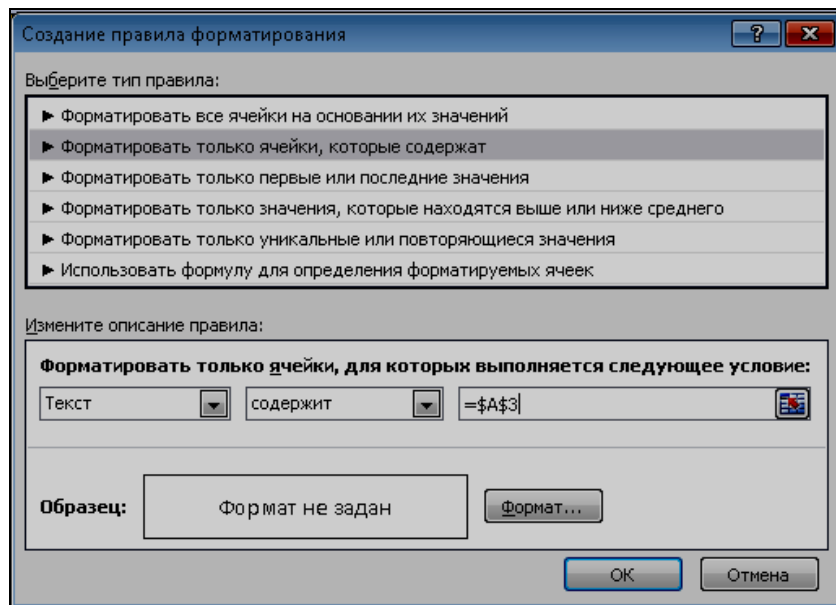 Создание правила форматирования
Выберите тип правила:
► Форматировать все ячейки на основании их значений
► Форматировать только ячейки, которые содержат
► Форматировать только первые или последние значения
► Форматировать только значения, которые находятся выше или ниже среднего
► Форматировать только уникальные или повторяющиеся значения
► Использовать формулу для определения форматируемых ячеек
Измените описание правила:
Форматировать только ячейки, для которых выполняется следующее условие:
Текст содержит =$A$3
Образец: Формат не задан Формат...
ОК Отмена